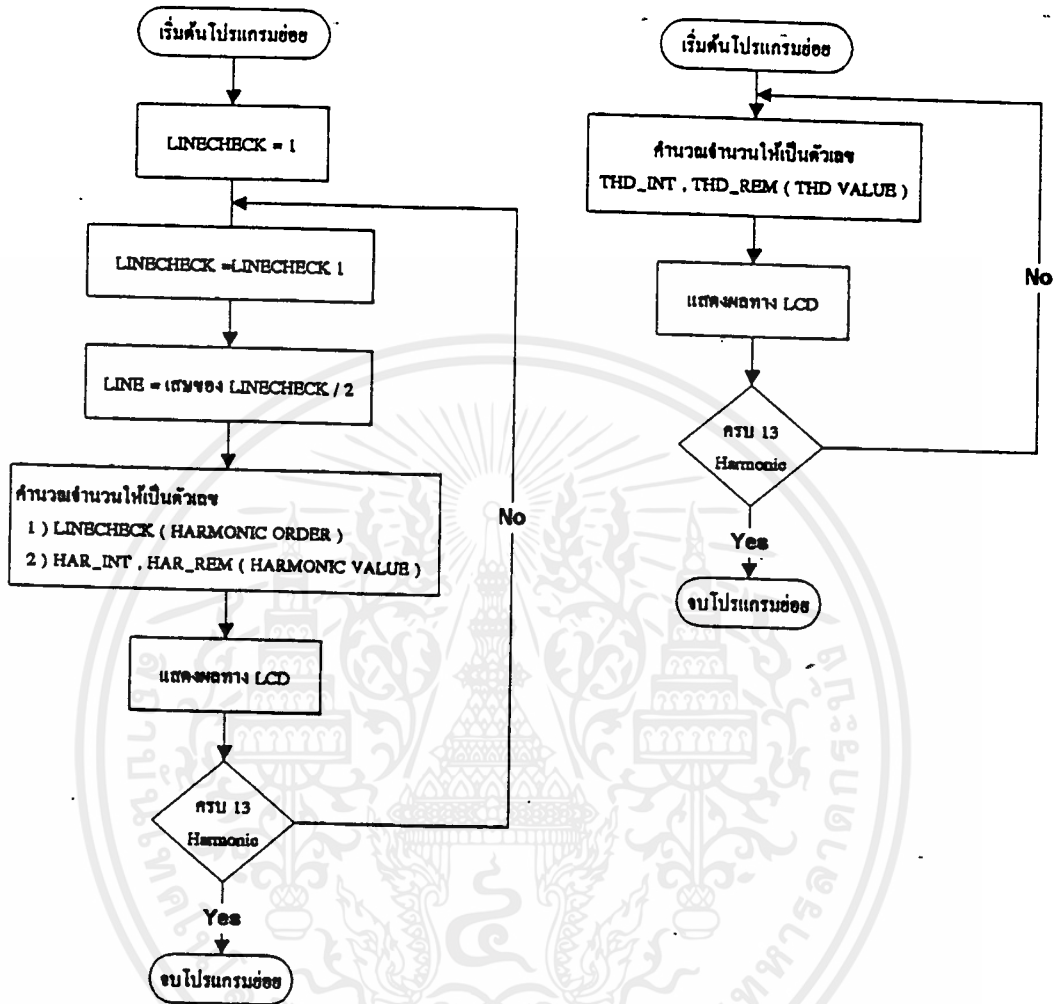 เริ่มต้นโปรแกรมย่อย
LINECHECK = 1
LINECHECK =LINECHECK 1
LINE = เศษของ LINECHECK / 2
คำนวณจำนวนให้เป็นตัวเลข
1 ) LINECHECK ( HARMONIC ORDER )
2 ) HAR_INT , HAR_REM ( HARMONIC VALUE )
แสดงผลทาง LCD
ครบ 13
Harmonic
No
Yes
จบโปรแกรมย่อย
เริ่มต้นโปรแกรมย่อย
คำนวณจำนวนให้เป็นตัวเลข
THD_INT , THD_REM ( THD VALUE )
แสดงผลทาง LCD
ครบ 13
Harmonic
No
Yes
จบโปรแกรมย่อย